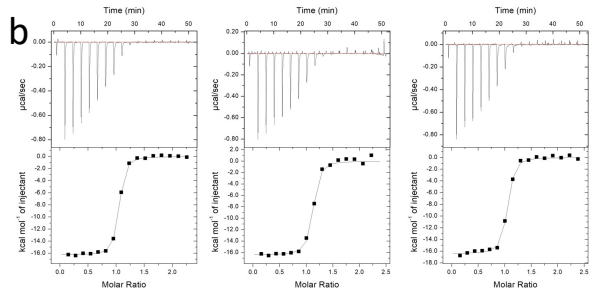 b
Time (min)
0 10 20 30 40 50
0.00
-0.20
-0.40
-0.60
-0.80
µcal/sec
0.0
-2.0
-4.0
-6.0
-8.0
-10.0
-12.0
-14.0
-16.0
kcal mol⁻¹ of injectant
0.0 0.5 1.0 1.5 2.0
Molar Ratio
Time (min)
0 10 20 30 40 50
0.20
0.00
-0.20
-0.40
-0.60
-0.80
µcal/sec
2.0
0.0
-2.0
-4.0
-6.0
-8.0
-10.0
-12.0
-14.0
-16.0
kcal mol⁻¹ of injectant
0.0 0.5 1.0 1.5 2.0 2.5
Molar Ratio
Time (min)
0 10 20 30 40 50
0.00
-0.20
-0.40
-0.60
-0.80
µcal/sec
0.0
-2.0
-4.0
-6.0
-8.0
-10.0
-12.0
-14.0
-16.0
-18.0
kcal mol⁻¹ of injectant
0.0 0.5 1.0 1.5 2.0 2.5
Molar Ratio